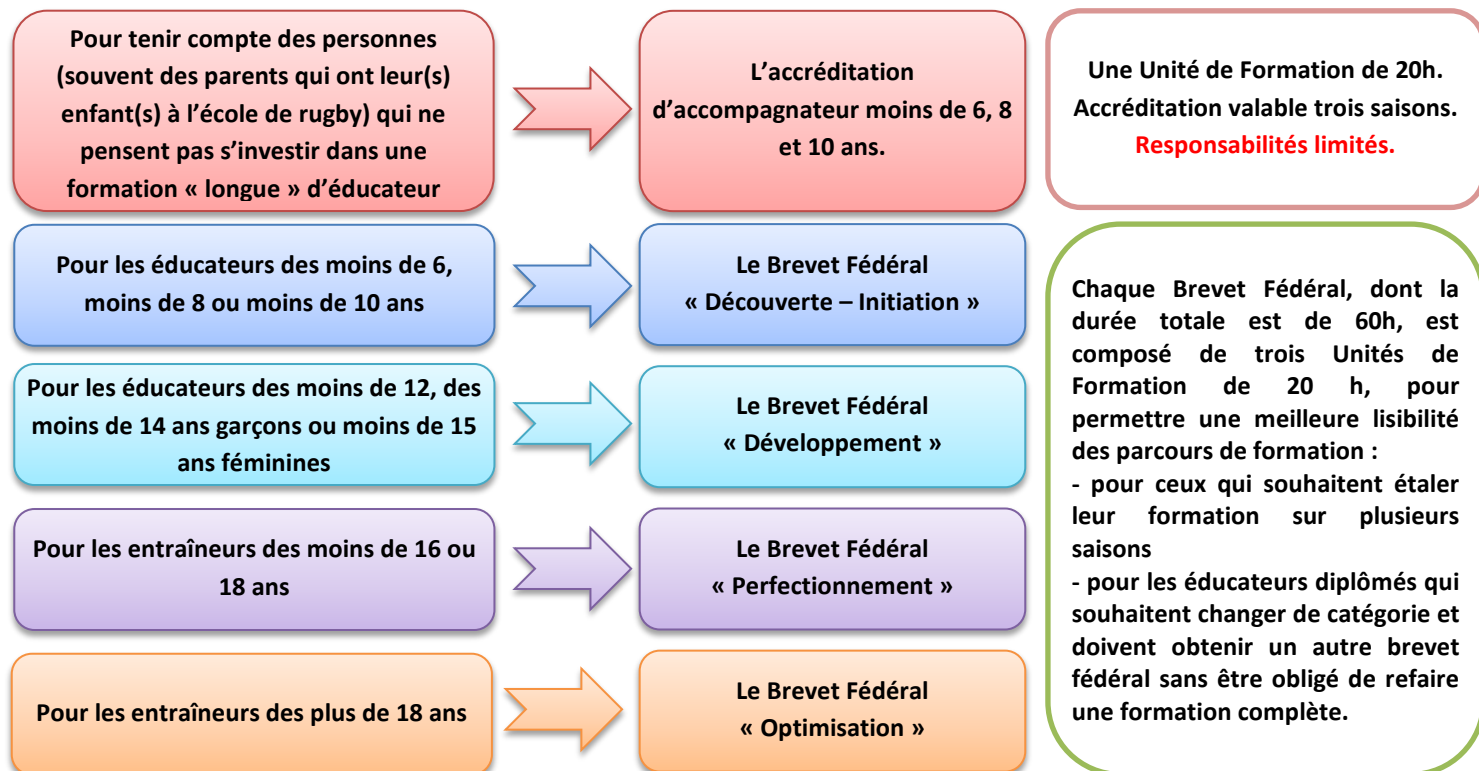 Pour tenir compte des personnes
(souvent des parents qui ont leur(s)
enfant(s) à l’école de rugby) qui ne
pensent pas s’investir dans une
formation « longue » d’éducateur
L’accréditation
d’accompagnateur moins de 6, 8
et 10 ans.
Une Unité de Formation de 20h.
Accréditation valable trois saisons.
Responsabilités limités.
Pour les éducateurs des moins de 6,
moins de 8 ou moins de 10 ans
Le Brevet Fédéral
« Découverte – Initiation »
Pour les éducateurs des moins de 12, des
moins de 14 ans garçons ou moins de 15
ans féminines
Le Brevet Fédéral
« Développement »
Pour les entraîneurs des moins de 16 ou
18 ans
Le Brevet Fédéral
« Perfectionnement »
Pour les entraîneurs des plus de 18 ans
Le Brevet Fédéral
« Optimisation »
Chaque Brevet Fédéral, dont la
durée totale est de 60h, est
composé de trois Unités de
Formation de 20 h, pour
permettre une meilleure lisibilité
des parcours de formation :
- pour ceux qui souhaitent étaler
leur formation sur plusieurs
saisons
- pour les éducateurs diplômés qui
souhaitent changer de catégorie et
doivent obtenir un autre brevet
fédéral sans être obligé de refaire
une formation complète.